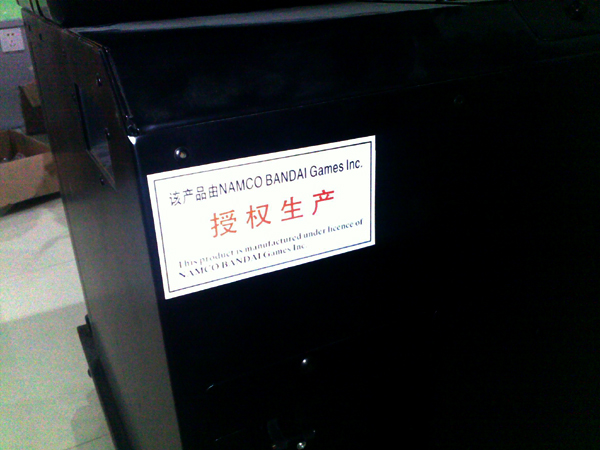 该产品由NAMCO BANDAI Games Inc.
授权生产
This product is manufactured under licence of
NAMCO BANDAI Games Inc